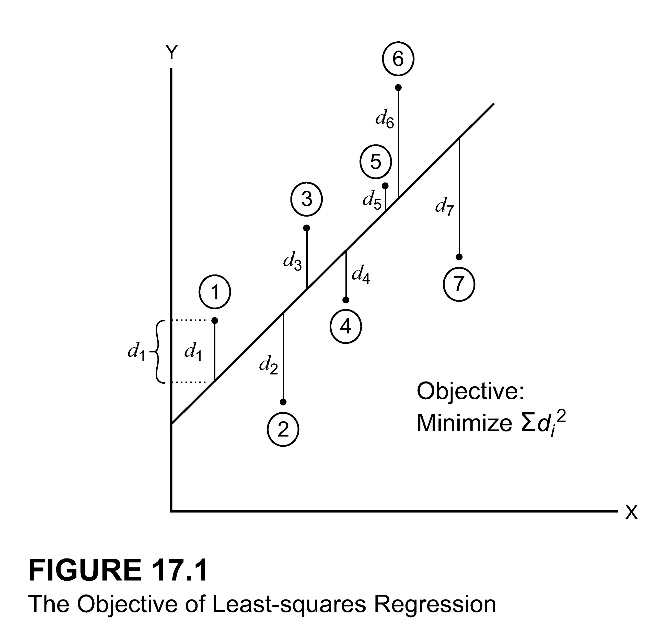 Y
6
d₆
5
d₅
3
d₇
d₃
d₄
7
1
4
d₁
d₁
d₂
Objective:
Minimize Σdᵢ²
2
X
FIGURE 17.1
The Objective of Least-squares Regression